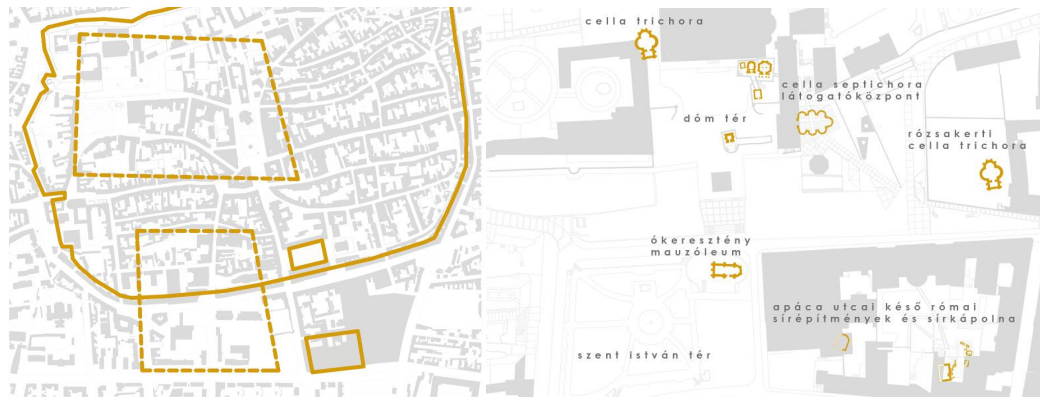 cella trichora
cella septichora
látogatóközpont
dóm tér
rózsakerti
cella trichora
ókeresztény
mauzóleum
apáca utcai késő római
sírépítmények és sírkápolna
szent istván tér